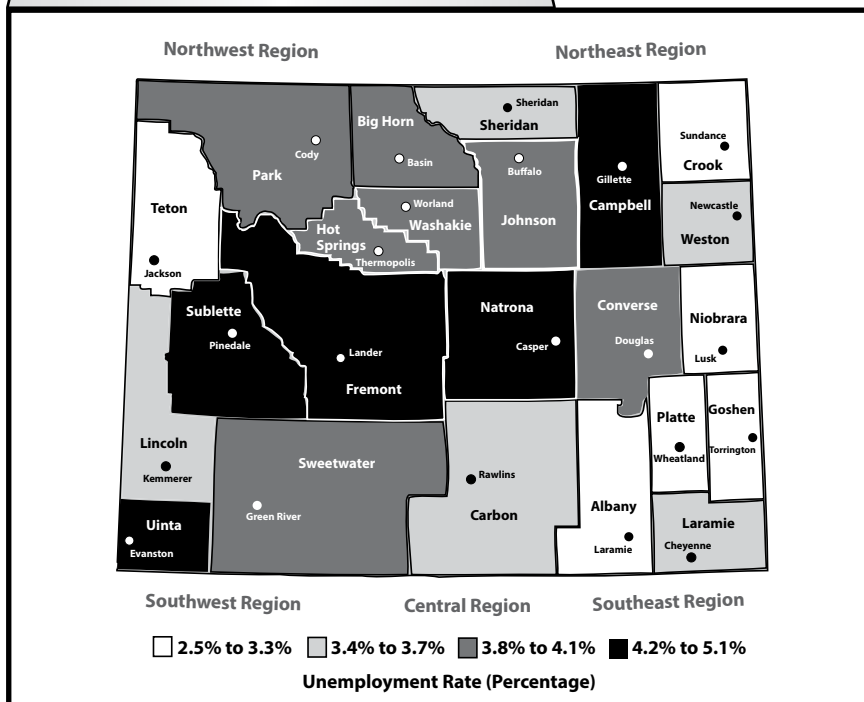 Northwest Region
Northeast Region
Sheridan
Sheridan
Big Horn
Basin
Cody
Park
Buffalo
Johnson
Gillette
Campbell
Sundance
Crook
Newcastle
Weston
Teton
Jackson
Worland
Washakie
Hot
Springs
Thermopolis
Sublette
Pinedale
Lander
Fremont
Natrona
Casper
Converse
Douglas
Niobrara
Lusk
Platte
Wheatland
Goshen
Torrington
Lincoln
Kemmerer
Sweetwater
Green River
Rawlins
Carbon
Albany
Laramie
Laramie
Cheyenne
Uinta
Evanston
Southwest Region
Central Region
Southeast Region
2.5% to 3.3% 3.4% to 3.7% 3.8% to 4.1% 4.2% to 5.1%
Unemployment Rate (Percentage)